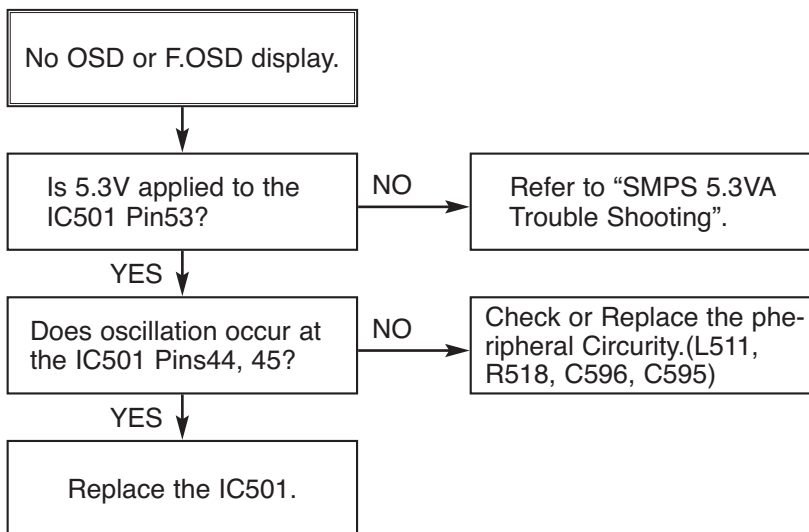 No OSD or F.OSD display.
Is 5.3V applied to the
IC501 Pin53?
NO
Refer to “SMPS 5.3VA
Trouble Shooting”.
YES
Does oscillation occur at
the IC501 Pins44, 45?
NO
Check or Replace the phe-
ripheral Circurity.(L511,
R518, C596, C595)
YES
Replace the IC501.